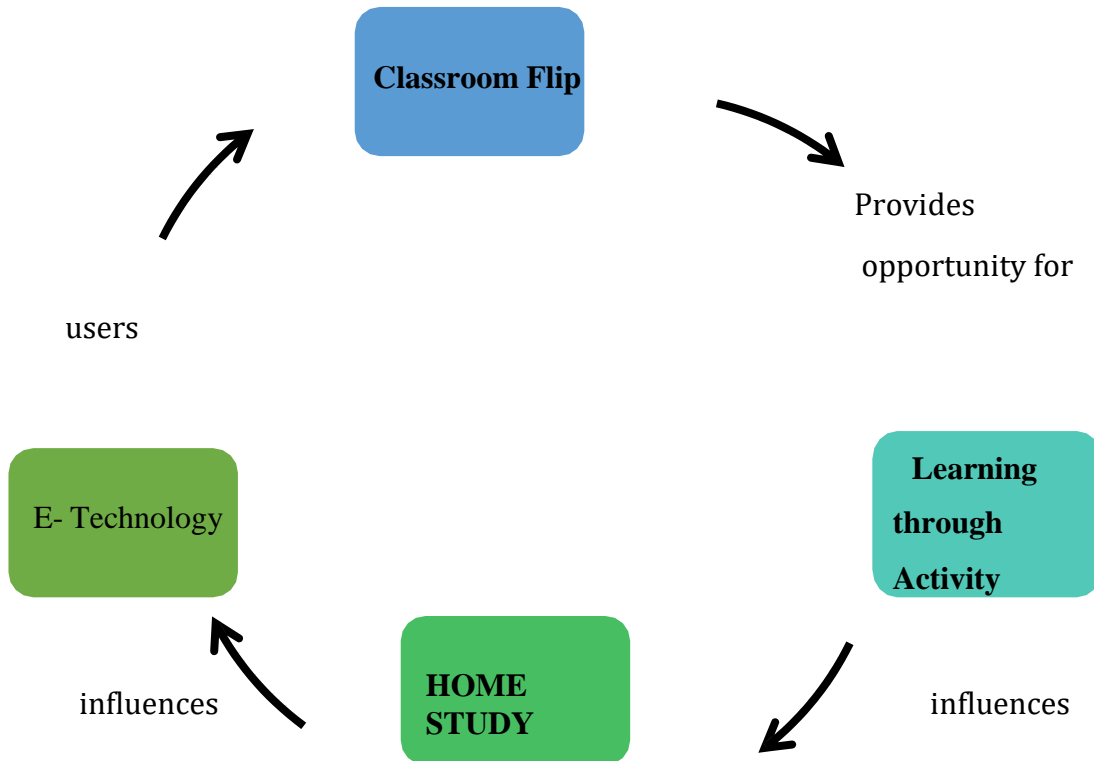 Classroom Flip
Provides
opportunity for
users
Learning
through
Activity
E- Technology
HOME
STUDY
influences
influences